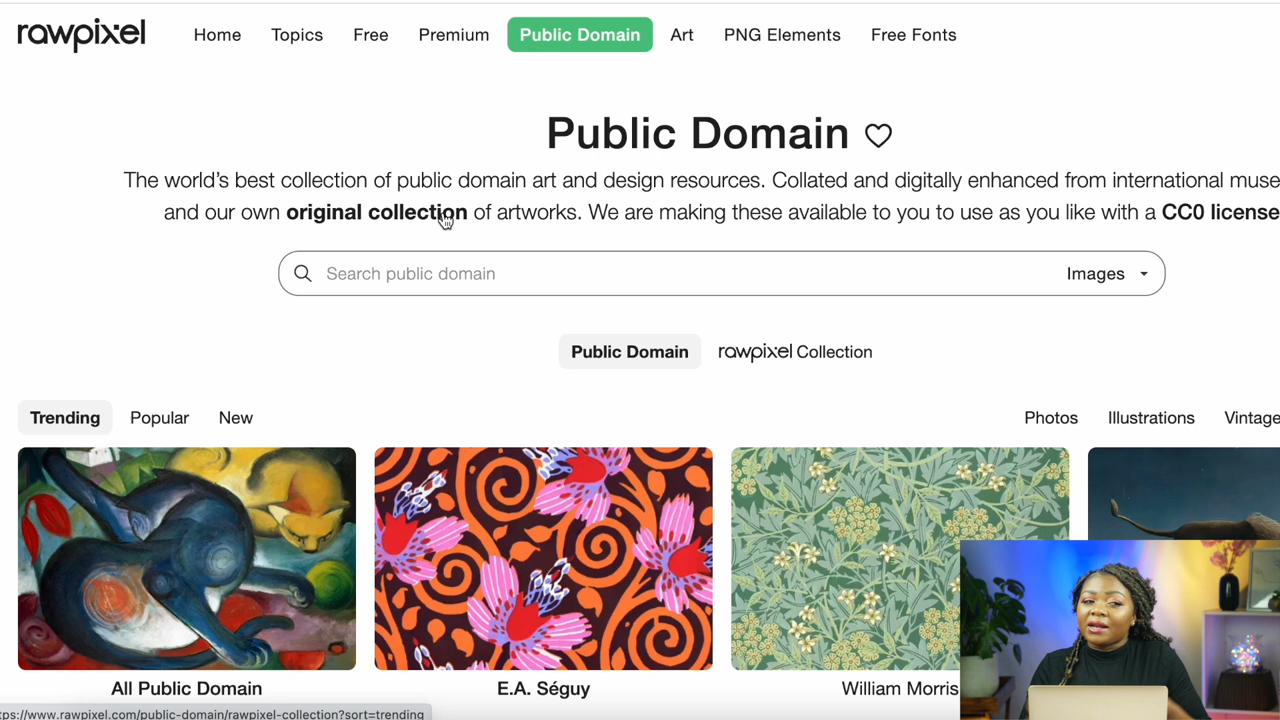 rawpixel
Home Topics Free Premium Public Domain Art PNG Elements Free Fonts
Public Domain
The world's best collection of public domain art and design resources. Collated and digitally enhanced from international
and our own original collection of artworks. We are making these available to you to use as you like with a CC0 license
Search public domain Images
Public Domain rawpixel Collection
Trending Popular New Photos Illustrations Vintage
All Public Domain E.A. Séguy William Morris
tps://www.rawpixel.com/public-domain/rawpixel-collection?sort=trending